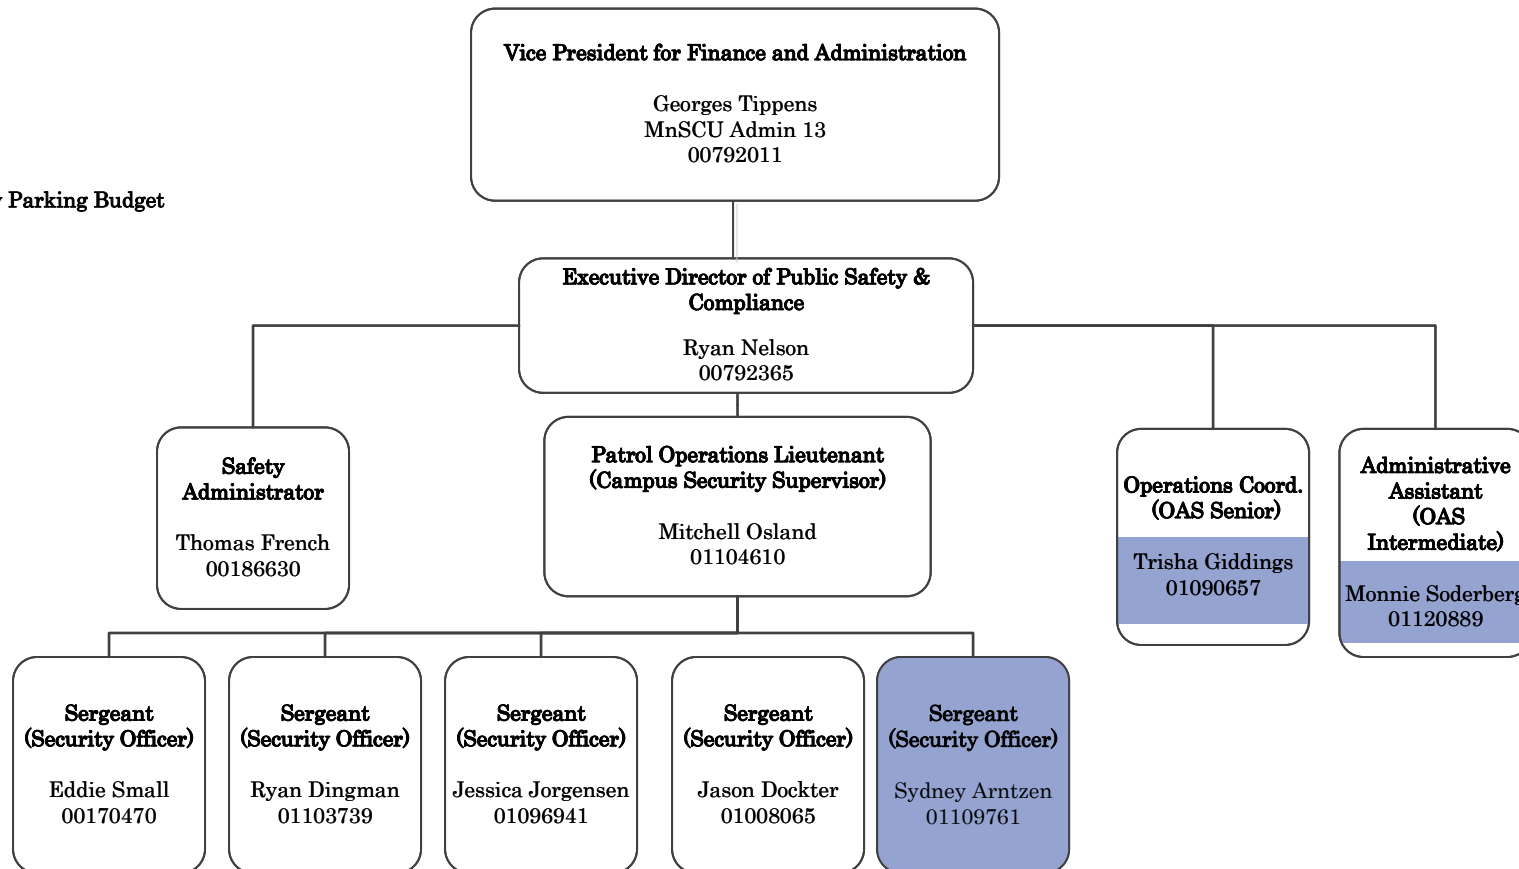 Vice President for Finance and Administration
Georges Tippens
MnSCU Admin 13
00792011
Parking Budget
Executive Director of Public Safety &
Compliance
Ryan Nelson
00792365
Safety
Administrator
Thomas French
00186630
Patrol Operations Lieutenant
(Campus Security Supervisor)
Mitchell Osland
01104610
Operations Coord.
(OAS Senior)
Trisha Giddings
01090657
Administrative
Assistant
(OAS
Intermediate)
Monnie Soderberg
01120889
Sergeant
(Security Officer)
Eddie Small
00170470
Sergeant
(Security Officer)
Ryan Dingman
01103739
Sergeant
(Security Officer)
Jessica Jorgensen
01096941
Sergeant
(Security Officer)
Jason Dockter
01008065
Sergeant
(Security Officer)
Sydney Arntzen
01109761